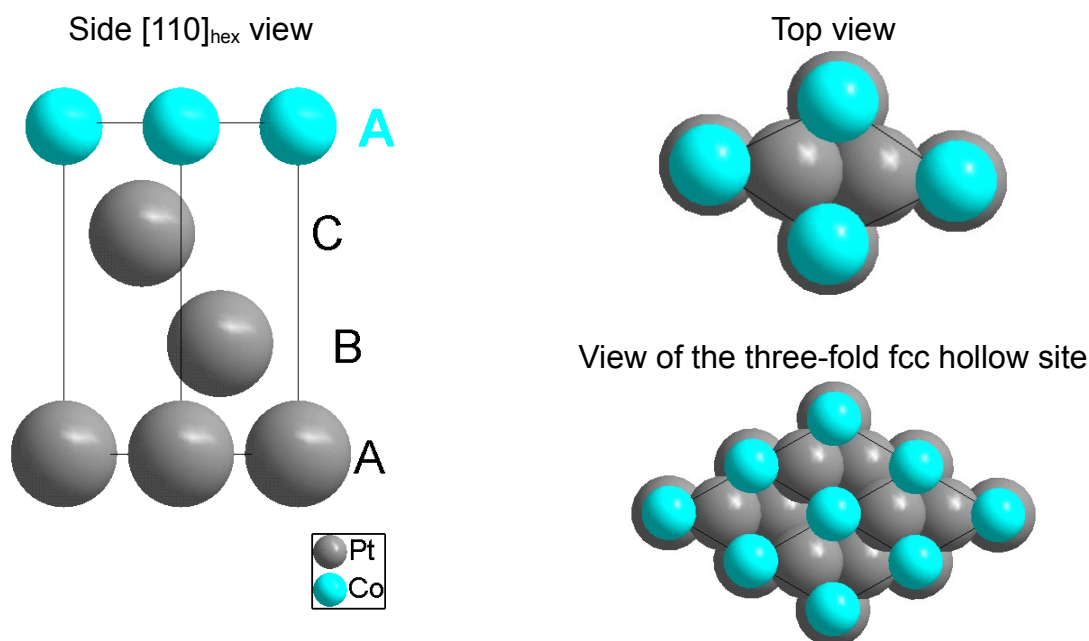 Side [110]hex view
A
C
B
A
Pt
Co
Top view
View of the three-fold fcc hollow site